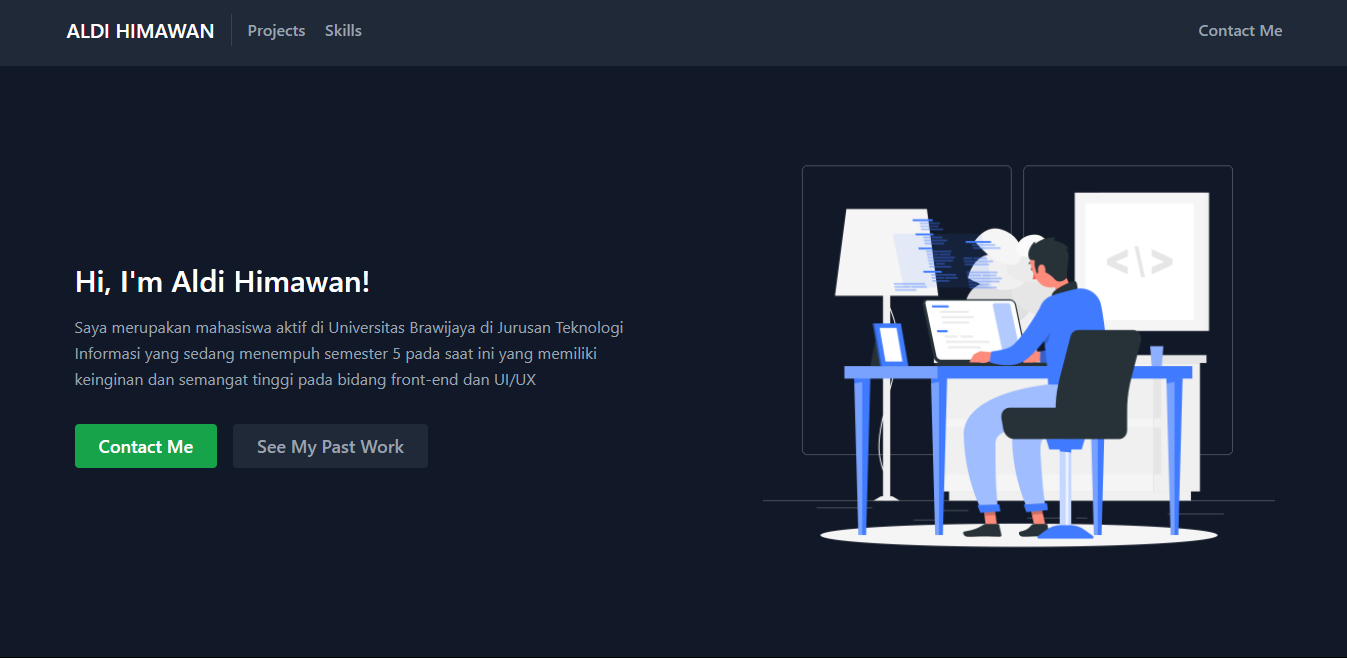 ALDI HIMAWAN
Projects
Skills
Contact Me
Hi, I'm Aldi Himawan!
Saya merupakan mahasiswa aktif di Universitas Brawijaya di Jurusan Teknologi
Informasi yang sedang menempuh semester 5 pada saat ini yang memiliki
keinginan dan semangat tinggi pada bidang front-end dan UI/UX
Contact Me
See My Past Work
<\>